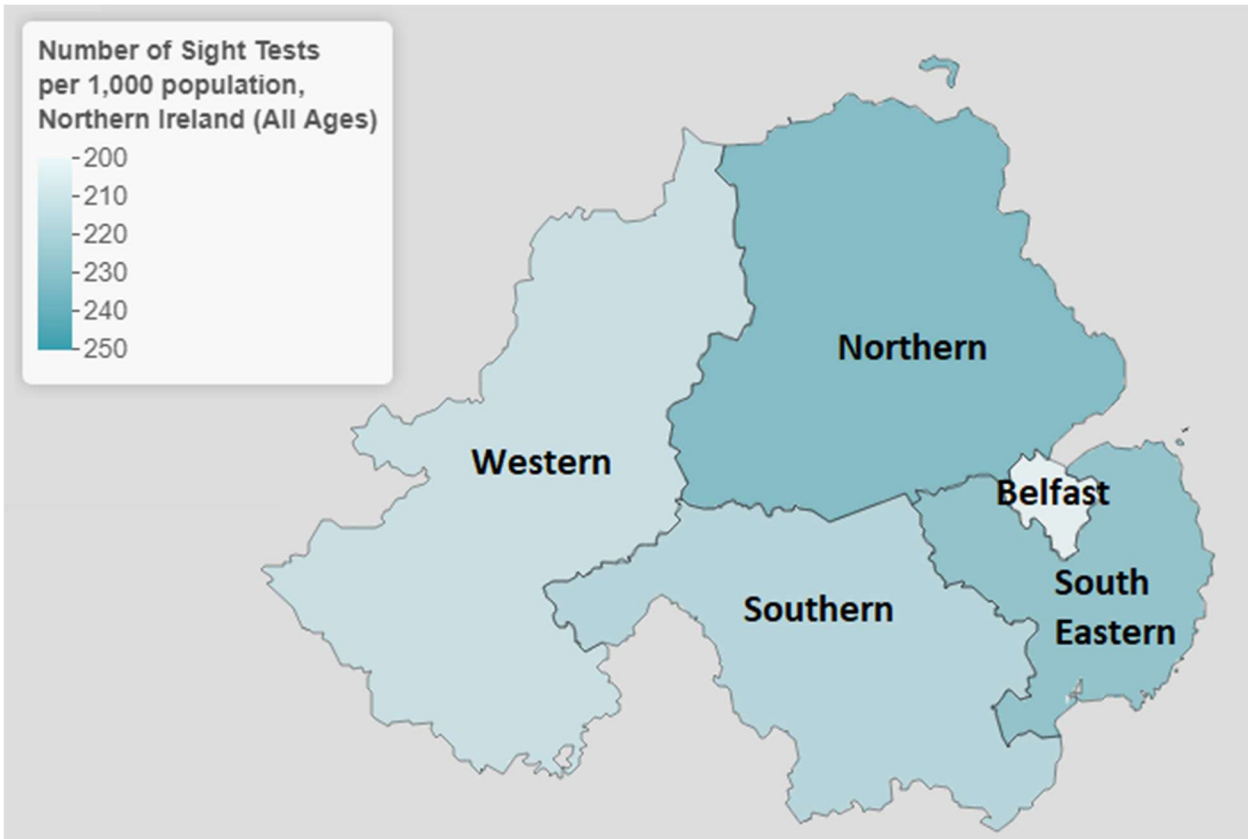 Number of Sight Tests
per 1,000 population,
Northern Ireland (All Ages)
200
210
220
230
240
250
Northern
Western
Belfast
South
Eastern
Southern